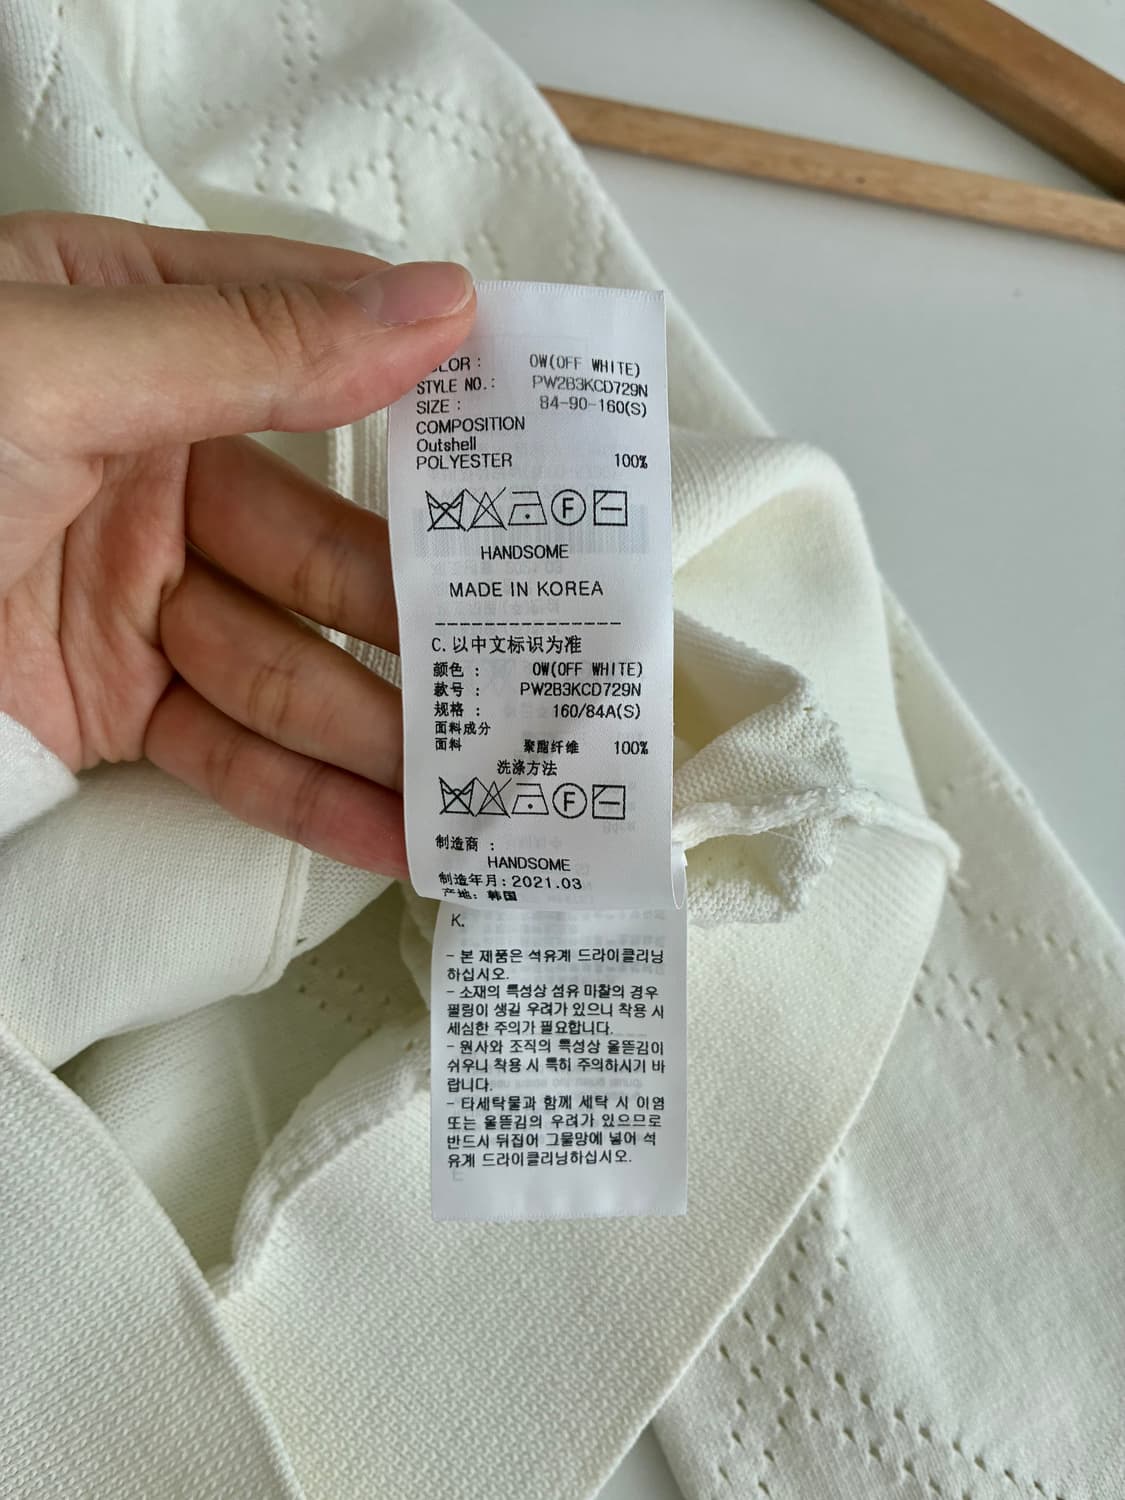 LOR : OW(OFF WHITE)
STYLE NO.: PW2B3KCD729N
SIZE : 84-90-160(S)
COMPOSITION
Outshell
POLYESTER 100%
F
HANDSOME
MADE IN KOREA
C.以中文标识为准
颜色 : OW(OFF WHITE)
款号 : PW2B3KCD729N
规格 : 160/84A(S)
面料成分
面料 聚酯纤维 100%
洗涤方法
F
制造商 :
HANDSOME
制造年月: 2021.03
产地: 韩国
K.
- 본 제품은 석유계 드라이클리닝
하십시오.
- 소재의 특성상 섬유 마찰의 경우
필링이 생길 우려가 있으니 착용 시
세심한 주의가 필요합니다.
- 원사와 조직의 특성상 올뜯김이
쉬우니 착용 시 특히 주의하시기 바
랍니다.
- 타세탁물과 함께 세탁 시 이염
또는 올뜯김의 우려가 있으므로
반드시 뒤집어 그물망에 넣어 석
유계 드라이클리닝하십시오.